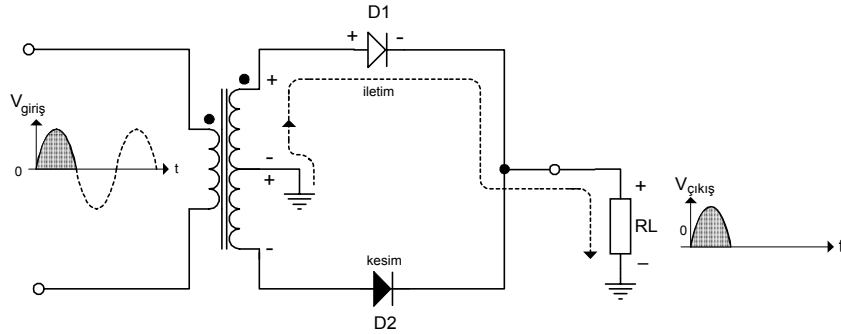 D1
+ -
+
iletim
V giriş
0
t
-
+
+
RL
–
V çıkış
0
t
-
kesim
D2